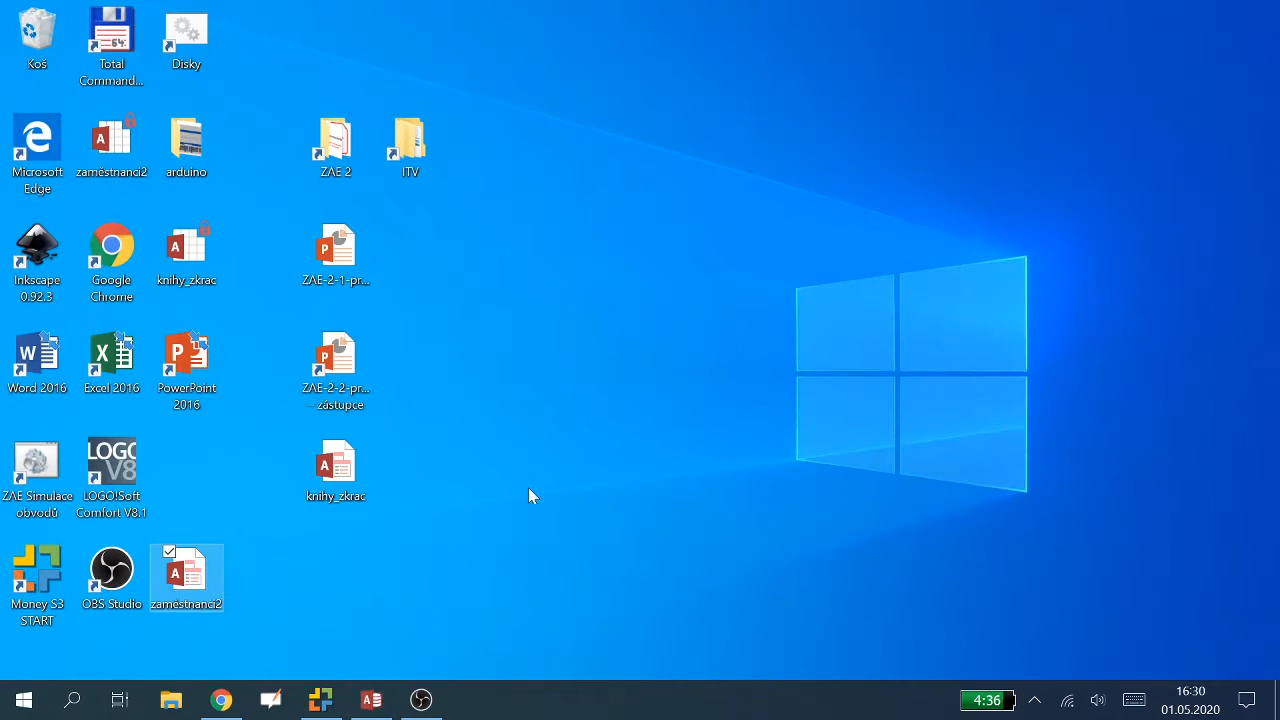 Koš
Total
Command...
Disky
Microsoft
Edge
zaměstnanci2
arduino
ZAE 2
ITV
Inkscape
0.92.3
Google
Chrome
knihy_zkrac
ZAE-2-1-pr...
Word 2016
Excel 2016
PowerPoint
2016
ZAE-2-2-pr...
– zástupce
ZAE Simulace
obvodů
LOGO!Soft
Comfort V8.1
knihy_zkrac
Money S3
START
OBS Studio
zaměstnanci2
4:36
16:30
01.05.2020